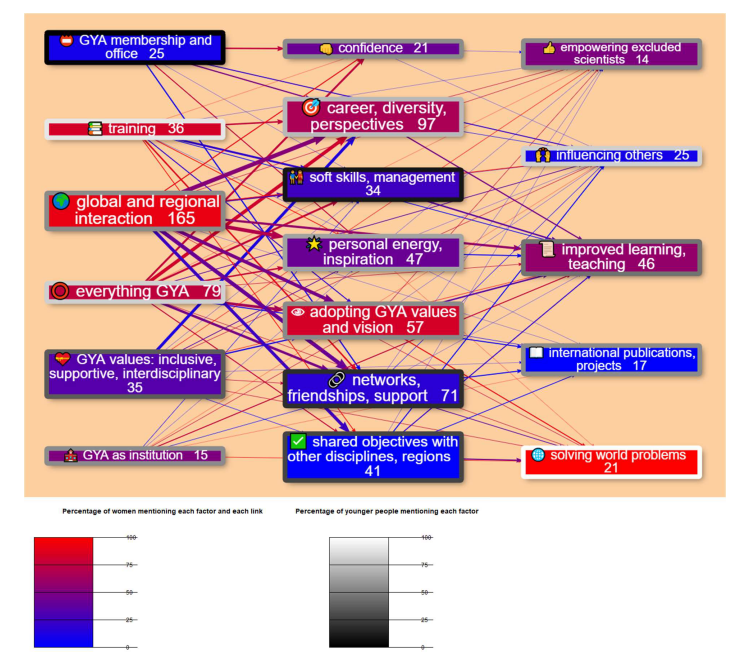 GYA membership and
office 25
training 36
global and regional
interaction 165
everything GYA 79
GYA values: inclusive,
supportive, interdisciplinary
35
GYA as institution 15
confidence 21
career, diversity,
perspectives 97
soft skills, management
34
personal energy,
inspiration 47
adopting GYA values
and vision 57
networks,
friendships, support 71
shared objectives with
other disciplines, regions
41
empowering excluded
scientists 14
influencing others 25
improved learning,
teaching 46
international publications,
projects 17
solving world problems
21
Percentage of women mentioning each factor and each link
100
75
50
25
0
Percentage of younger people mentioning each factor
100
75
50
25
0